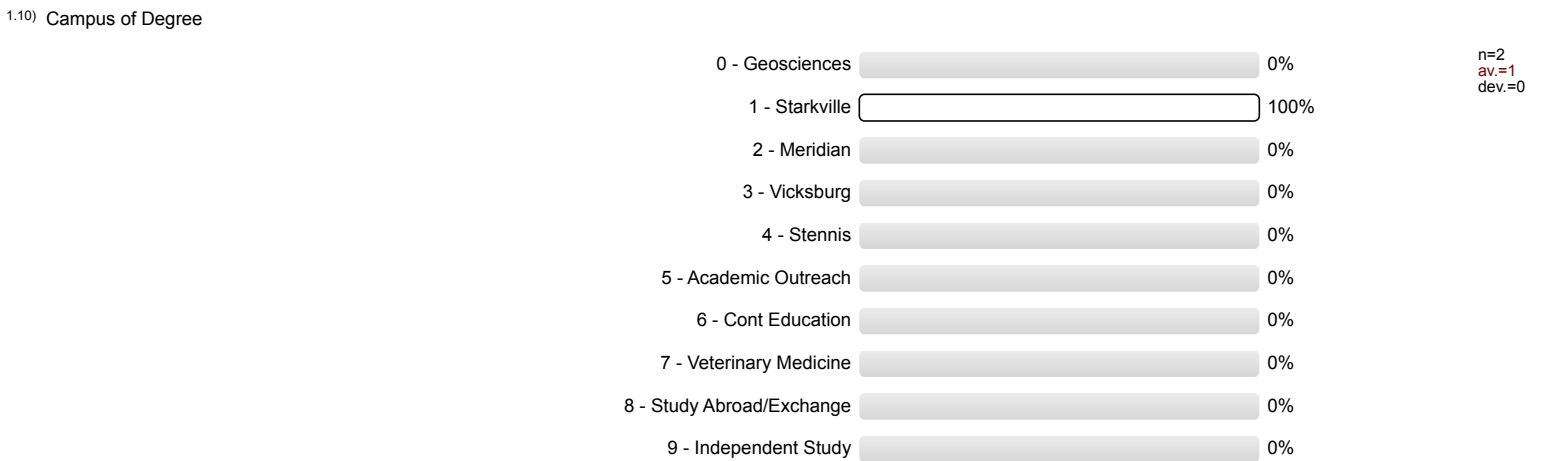 1.10) Campus of Degree
0 - Geosciences 0%
n=2
av.=1
dev.=0
1 - Starkville 100%
2 - Meridian 0%
3 - Vicksburg 0%
4 - Stennis 0%
5 - Academic Outreach 0%
6 - Cont Education 0%
7 - Veterinary Medicine 0%
8 - Study Abroad/Exchange 0%
9 - Independent Study 0%